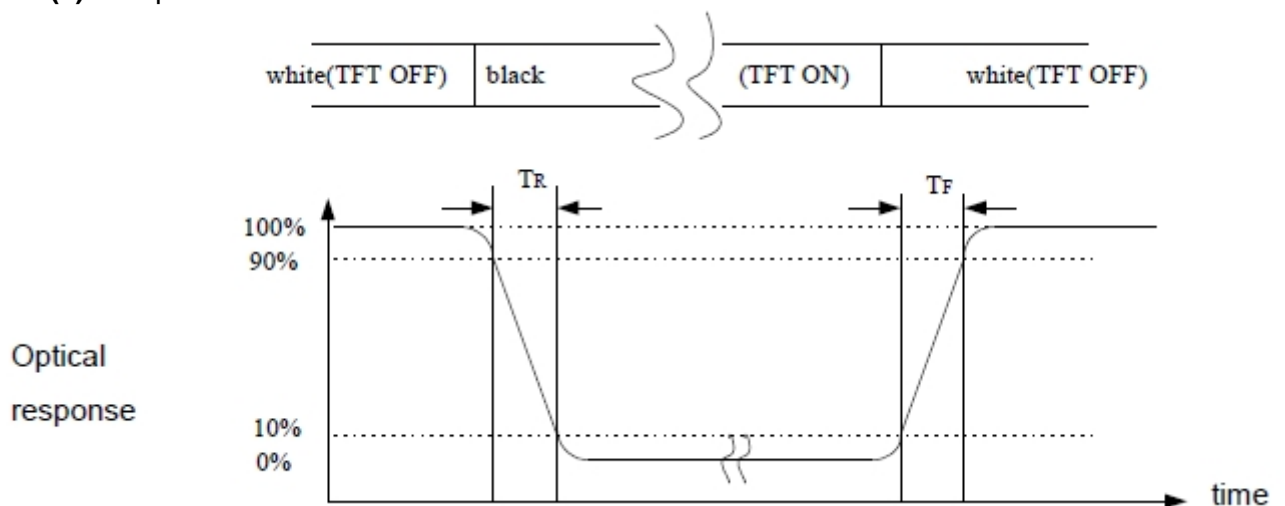 white(TFT OFF) black (TFT ON) white(TFT OFF)
TR TF
100%
90%
Optical
response
10%
0%
time